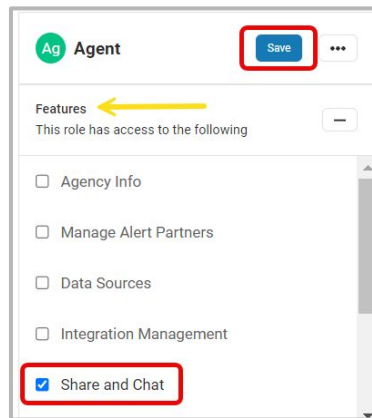 Ag Agent Save •••
Features
This role has access to the following
Agency Info
Manage Alert Partners
Data Sources
Integration Management
Share and Chat